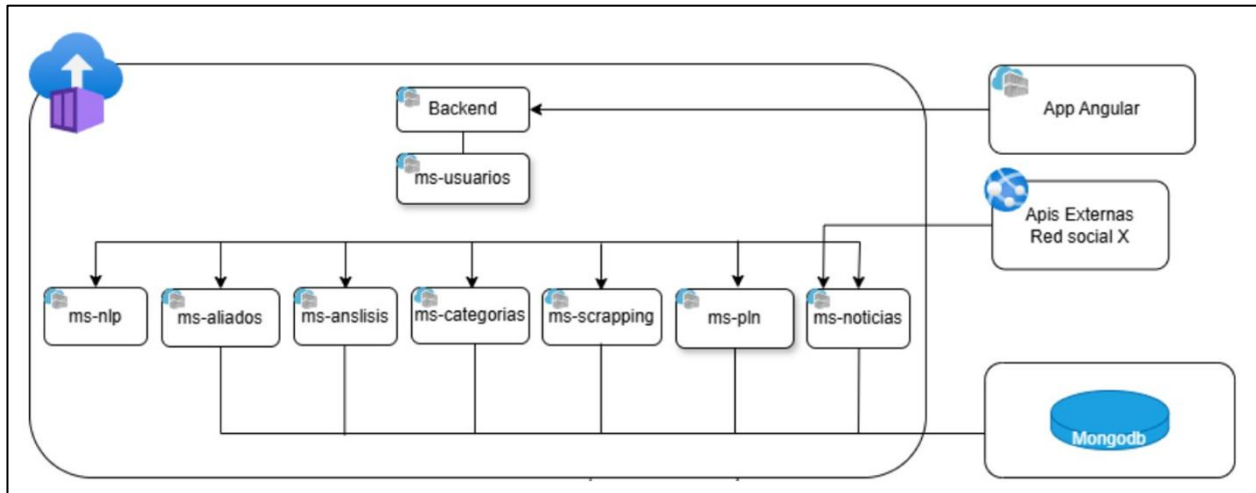 Backend
App Angular
ms-usuarios
Apis Externas
Red social X
ms-nlp
ms-aliados
ms-anslisis
ms-categorias
ms-scrapping
ms-pln
ms-noticias
Mongodb